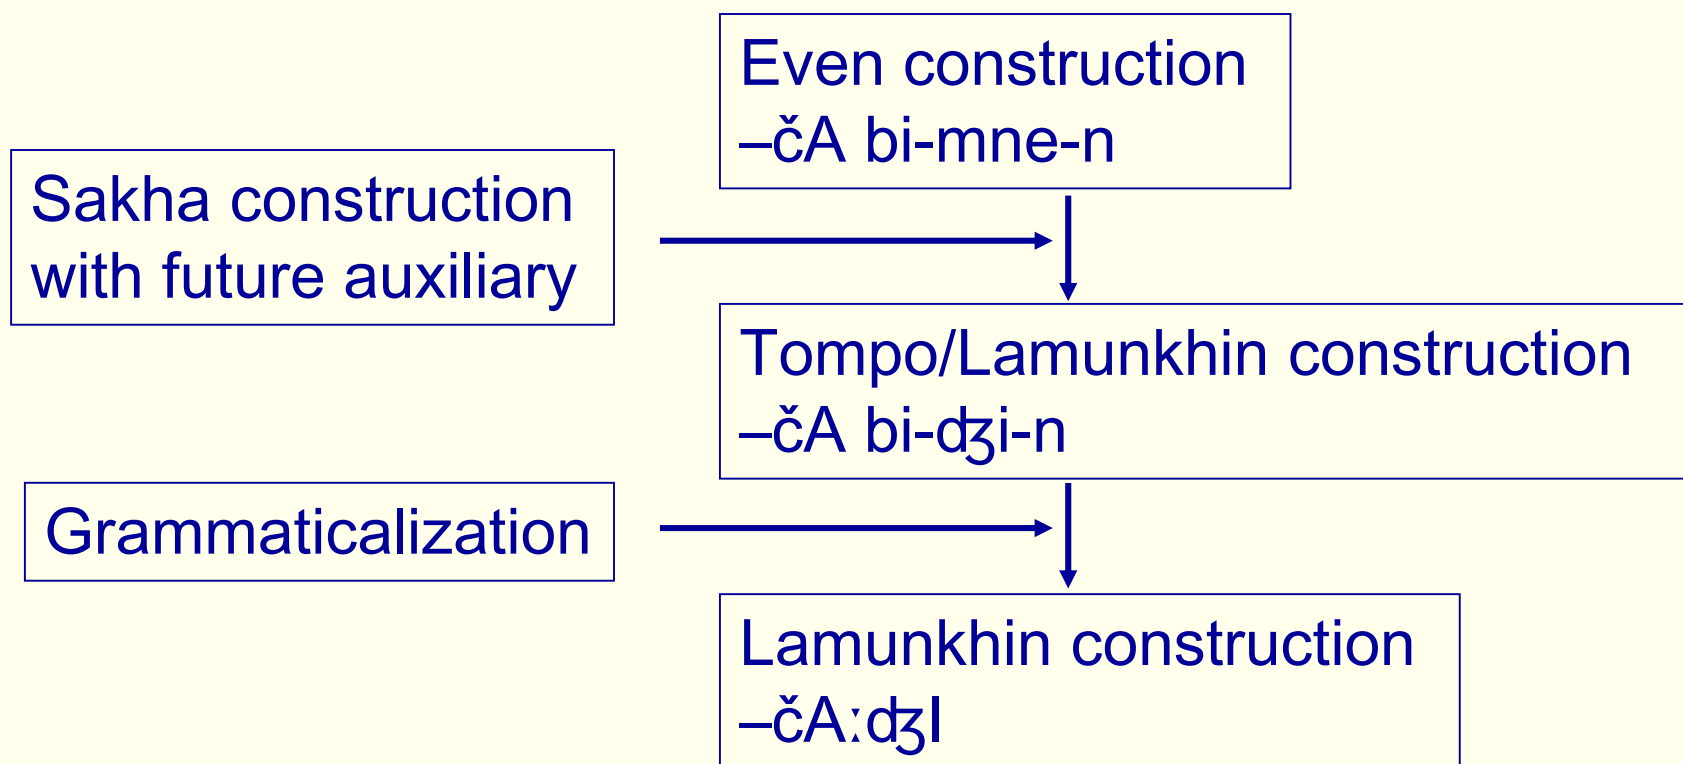 Even construction
–čA bi-mne-n
Sakha construction
with future auxiliary
Tompo/Lamunkhin construction
–čA bi-ʤi-n
Grammaticalization
Lamunkhin construction
–čAːʤI